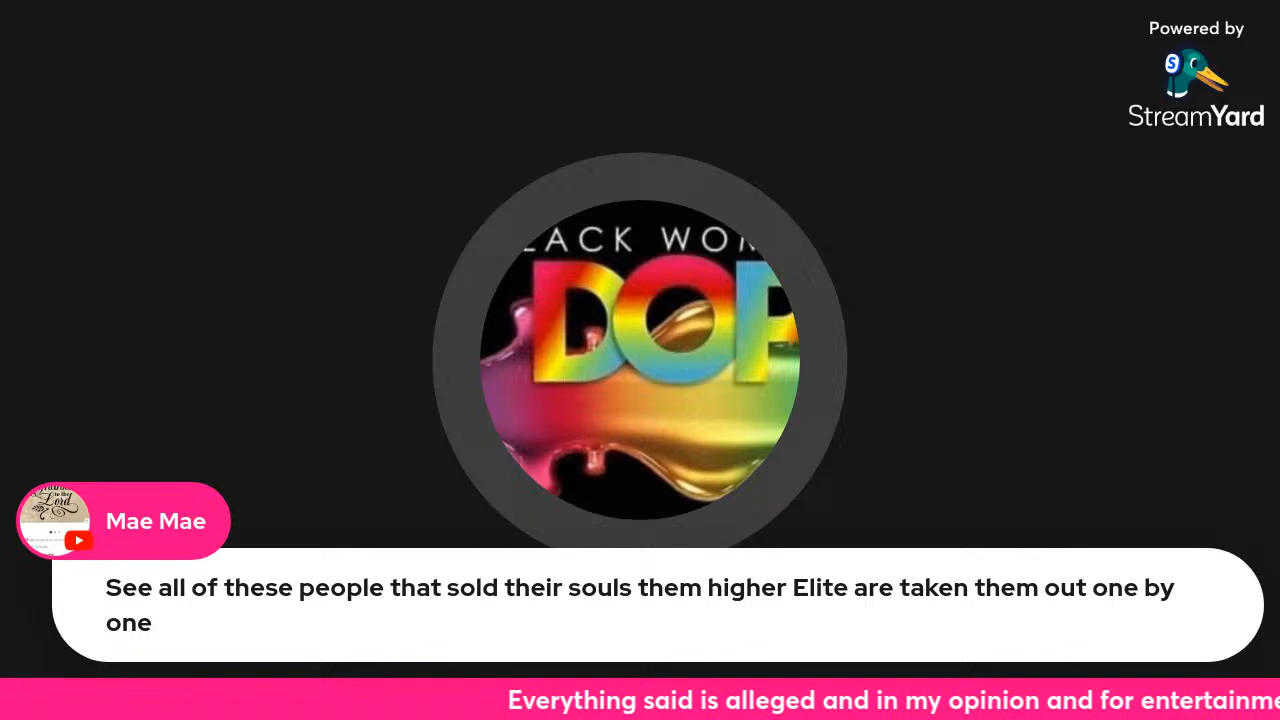 Powered by
StreamYard
LACK WOM
DOP
Lord
Mae Mae
See all of these people that sold their souls them higher Elite are taken them out one by
one
Everything said is alleged and in my opinion and for entertainme